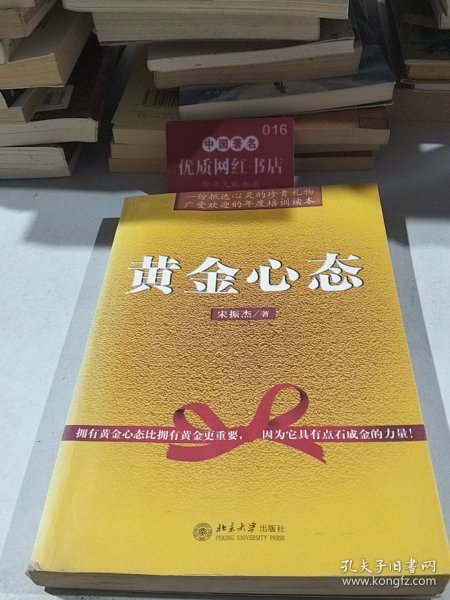 016
中国著名
优质网红书店
一份抵达心灵的珍贵礼物
广受欢迎的年度培训读本
黄金心态
宋振杰/著
拥有黄金心态比拥有黄金更重要， 因为它具有点石成金的力量！
北京大学出版社
PEKING UNIVERSITY PRESS
孔夫子旧书网
www.kongfz.com